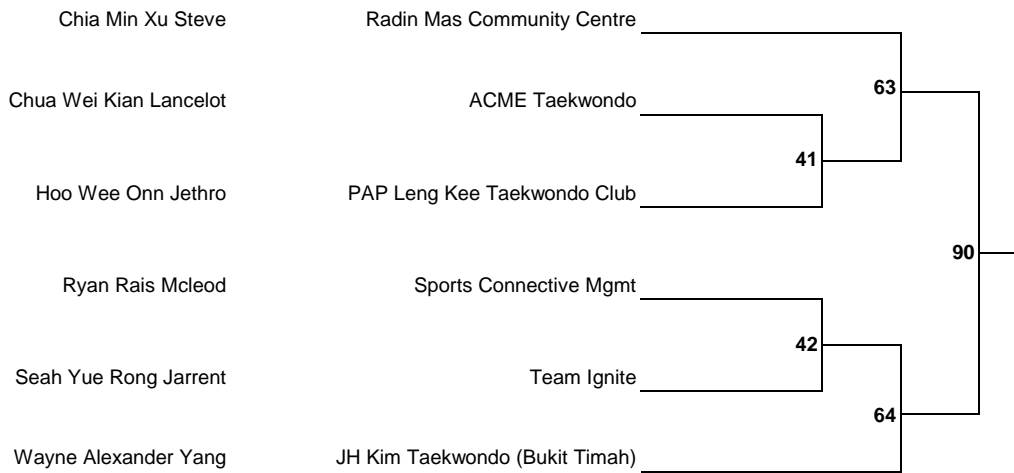 Chia Min Xu Steve Radin Mas Community Centre
63
Chua Wei Kian Lancelot ACME Taekwondo
41
Hoo Wee Onn Jethro PAP Leng Kee Taekwondo Club
90
Ryan Rais Mcleod Sports Connective Mgmt
42
Seah Yue Rong Jarrent Team Ignite
64
Wayne Alexander Yang JH Kim Taekwondo (Bukit Timah)